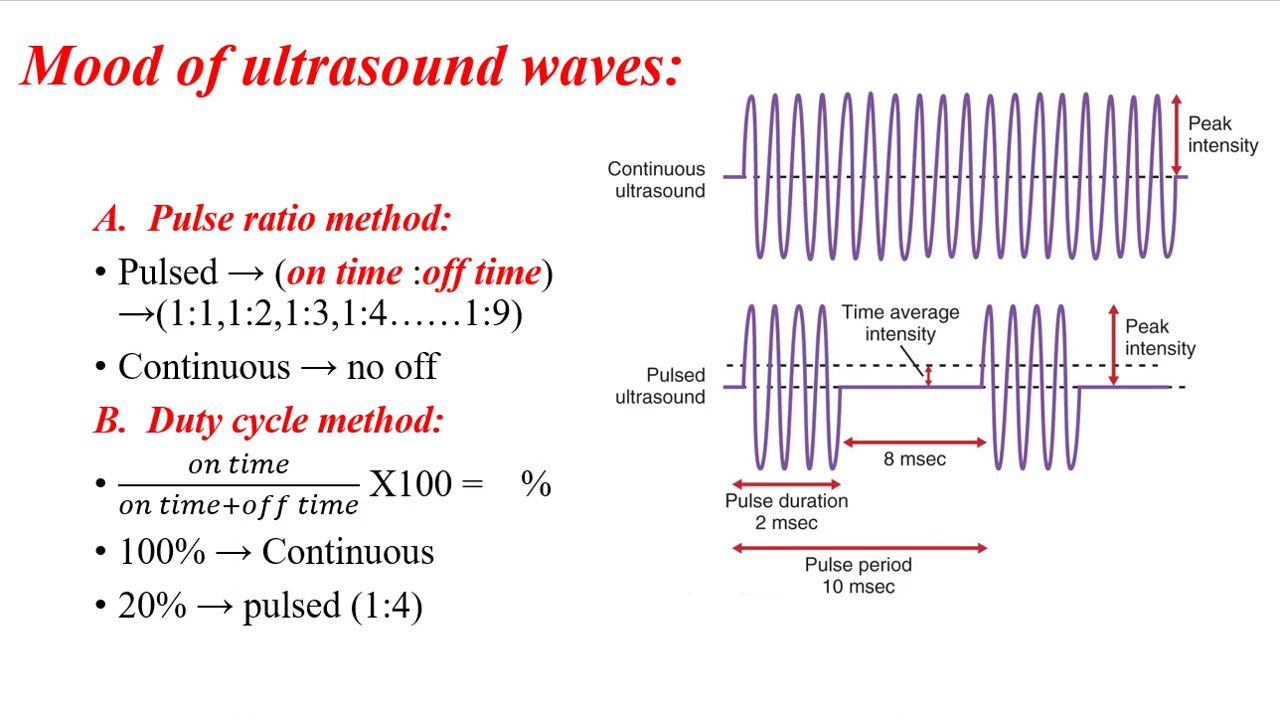 Mood of ultrasound waves:
A. Pulse ratio method:
• Pulsed → (on time :off time)
→(1:1,1:2,1:3,1:4……1:9)
• Continuous → no off
B. Duty cycle method:
• on time
on time+off time X100 = %
• 100% → Continuous
• 20% → pulsed (1:4)
Continuous
ultrasound
Peak
intensity
Time average
intensity
Peak
intensity
Pulsed
ultrasound
8 msec
Pulse duration
2 msec
Pulse period
10 msec